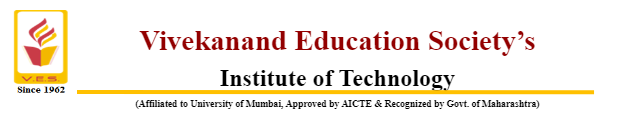 Vivekanand Education Society's
Institute of Technology
V.E.S.
Since 1962
(Affiliated to University of Mumbai, Approved by AICTE & Recognized by Govt. of Maharashtra)